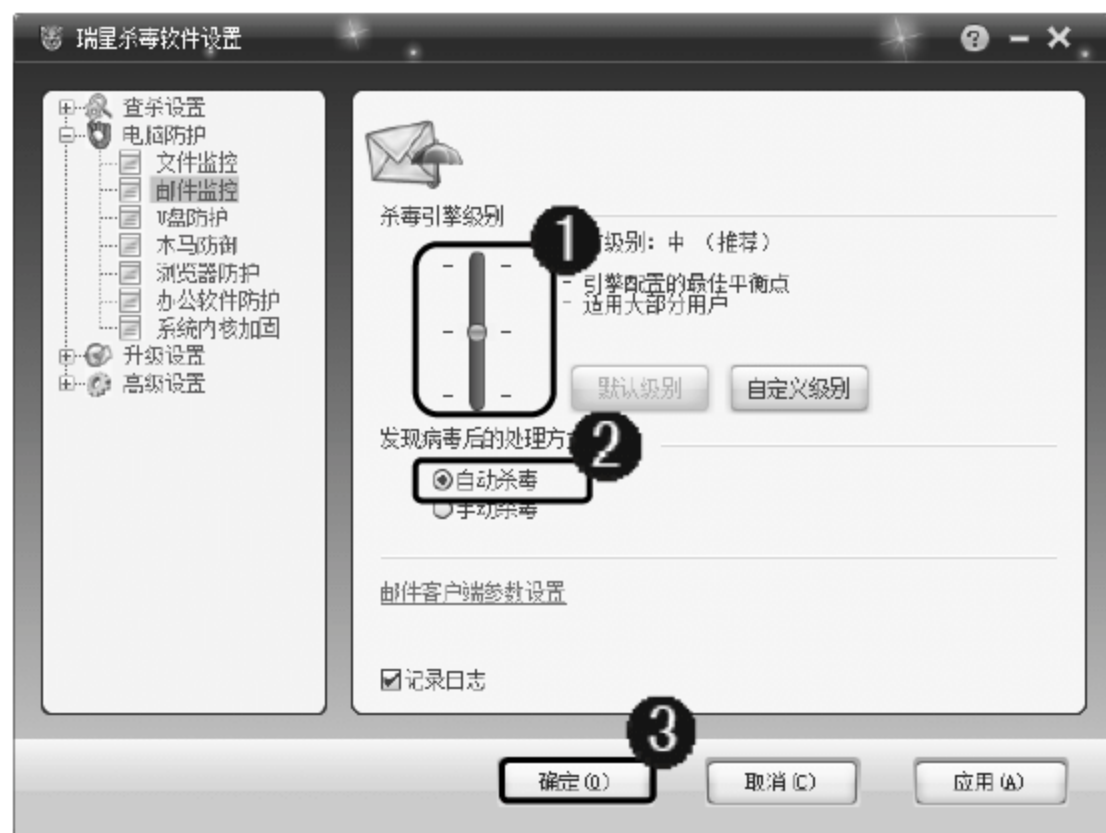 瑞星杀毒软件设置
查杀设置
电脑防护
文件监控
邮件监控
U盘防护
木马防御
浏览器防护
办公软件防护
系统内核加固
升级设置
高级设置
杀毒引擎级别
1
级别：中 （推荐）
- 引擎配置的最佳平衡点
- 适用大部分用户
默认级别
自定义级别
发现病毒后的处理方
2
自动杀毒
手动杀毒
邮件客户端参数设置
记录日志
3
确定(O)
取消(C)
应用(A)